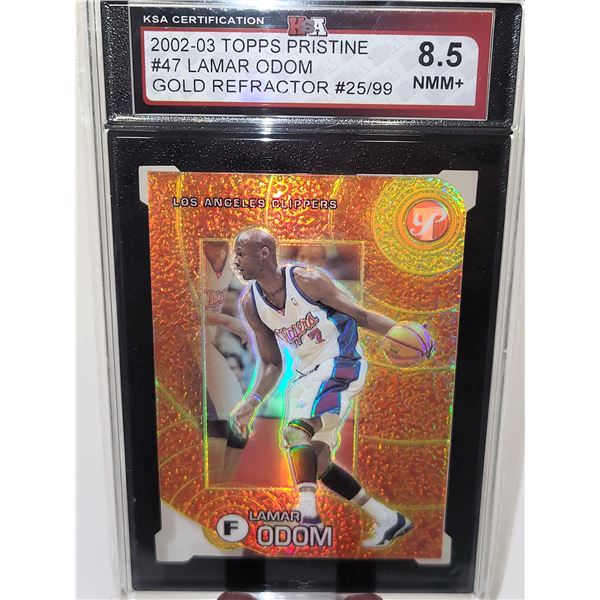 KSA CERTIFICATION
KSA
2002-03 TOPPS PRISTINE
#47 LAMAR ODOM
GOLD REFRACTOR #25/99
8.5
NMM+
LOS ANGELES CLIPPERS
P
Clippers
7
F
LAMAR
ODOM